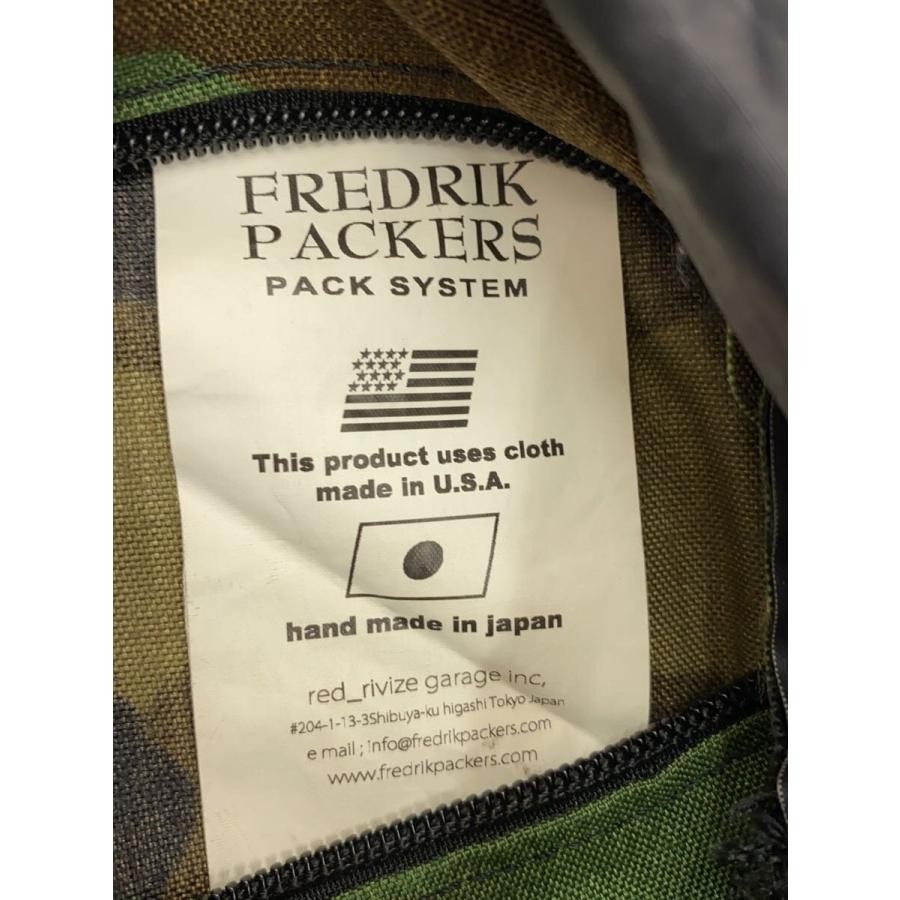 FREDRIK
PACKERS
PACK SYSTEM
This product uses cloth
made in U.S.A.
hand made in japan
red_rivize garage inc,
#204-1-13-3Shibuya-ku higashi Tokyo Japan
e mail ; info@fredrikpackers.com
www.fredrikpackers.com